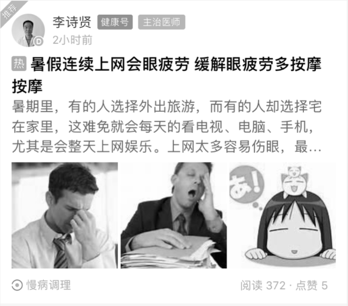 推荐
李诗贤 健康号 主治医师
2小时前
热 暑假连续上网会眼疲劳 缓解眼疲劳多按摩
按摩
暑期里，有的人选择外出旅游，而有的人却选择宅
在家里，这难免就会每天的看电视、电脑、手机，
尤其是会整天上网娱乐。上网太多容易伤眼，最...
あ！
慢病调理
阅读 372 · 点赞 5